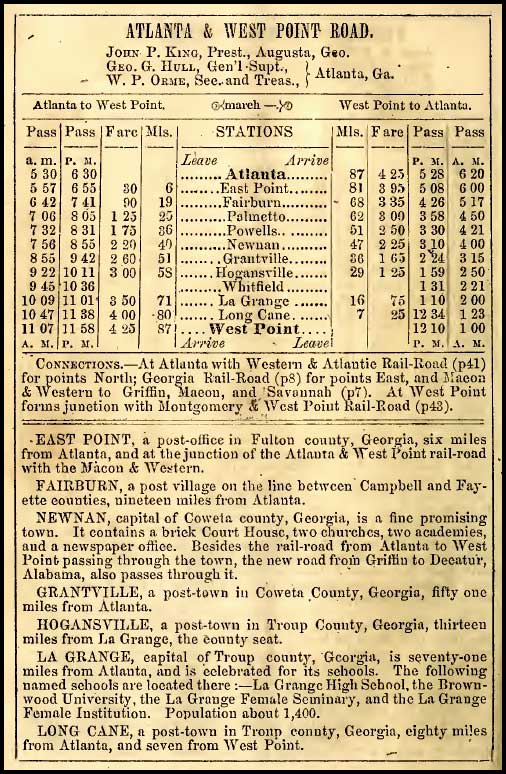 ATLANTA & WEST POINT ROAD.
JOHN P. KING, Prest., Augusta, Geo.
GEO. G. HULL, Gen'l Supt.,
W. P. ORME, Sec. and Treas., } Atlanta, Ga.
Atlanta to West Point. (march —) West Point to Atlanta.
Pass Pass Fare Mls. STATIONS Mls. Fare Pass Pass
a. m. P. M. Leave Arrive P. M. A. M.
5 30 6 30 ........Atlanta........ 87 4 25 5 28 6 20
5 57 6 55 30 6 ......East Point....... 81 3 95 5 08 6 00
6 42 7 41 90 19 .......Fairburn........ 68 3 35 4 26 5 17
7 06 8 05 1 25 25 .......Palmetto........ 62 3 00 3 58 4 50
7 32 8 31 1 75 36 .......Powells......... 51 2 50 3 30 4 21
7 56 8 55 2 20 40 .......Newnan......... 47 2 25 3 10 4 00
8 55 9 42 2 60 51 ......Grantville....... 36 1 65 2 24 3 15
9 22 10 11 3 00 58 .....Hogansville...... 29 1 25 1 59 2 50
9 45 10 36 ......Whitfield....... 1 31 2 21
10 09 11 01 3 50 71 ...... La Grange ....... 16 75 1 10 2 00
10 47 11 38 4 00 80 ...... Long Cane....... 7 25 12 34 1 23
11 07 11 58 4 25 87 .... West Point.... 12 10 1 00
A. M. P. M. Arrive Leave P. M. A. M.
CONNECTIONS.—At Atlanta with Western & Atlantic Rail-Road (p41)
for points North; Georgia Rail-Road (p8) for points East, and Macon
& Western to Griffin, Macon, and Savannah (p7). At West Point
forms junction with Montgomery & West Point Rail-Road (p43).
EAST POINT, a post-office in Fulton county, Georgia, six miles
from Atlanta, and at the junction of the Atlanta & West Point rail-road
with the Macon & Western.
FAIRBURN, a post village on the line between Campbell and Fay-
ette counties, nineteen miles from Atlanta.
NEWNAN, capital of Coweta county, Georgia, is a fine promising
town. It contains a brick Court House, two churches, two academies,
and a newspaper office. Besides the rail-road from Atlanta to West
Point passing through the town, the new road from Griffin to Decatur,
Alabama, also passes through it.
GRANTVILLE, a post-town in Coweta County, Georgia, fifty one
miles from Atlanta.
HOGANSVILLE, a post-town in Troup County, Georgia, thirteen
miles from La Grange, the county seat.
LA GRANGE, capital of Troup county, Georgia, is seventy-one
miles from Atlanta, and is celebrated for its schools. The following
named schools are located there :—La Grange High School, the Brown-
wood University, the La Grange Female Seminary, and the La Grange
Female Institution. Population about 1,400.
LONG CANE, a post-town in Troup county, Georgia, eighty miles
from Atlanta, and seven from West Point.